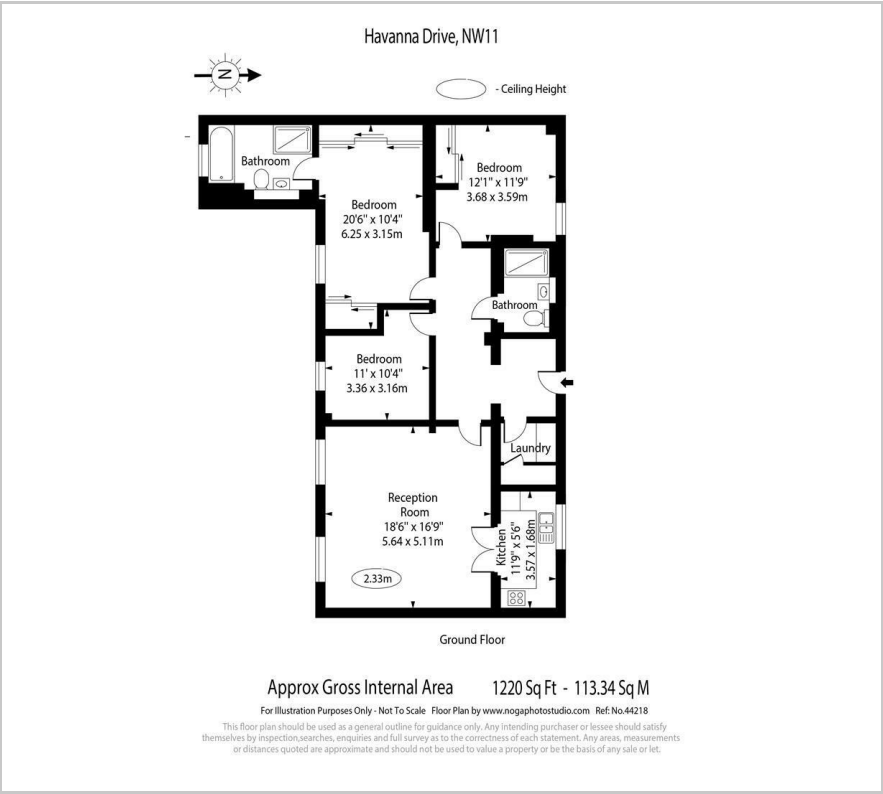 Havanna Drive, NW11
N
- Ceiling Height
Bathroom
Bedroom
12'1" x 11'9"
3.68 x 3.59m
Bedroom
20'6" x 10'4"
6.25 x 3.15m
Bathroom
Bedroom
11' x 10'4"
3.36 x 3.16m
Laundry
Reception
Room
18'6" x 16'9"
5.64 x 5.11m
Kitchen
11'9" x 5'6"
3.57 x 1.68m
2.33m
Ground Floor
Approx Gross Internal Area 1220 Sq Ft - 113.34 Sq M
For Illustration Purposes Only - Not To Scale Floor Plan by www.nogaphotostudio.com Ref: No.44218
This floor plan should be used as a general outline for guidance only. Any intending purchaser or lessee should satisfy
themselves by inspection,searches, enquiries and full survey as to the correctness of each statement. Any areas, measurements
or distances quoted are approximate and should not be used to value a property or be the basis of any sale or let.